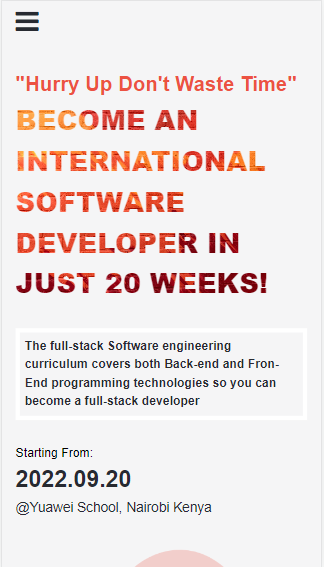 "Hurry Up Don't Waste Time"
BECOME AN
INTERNATIONAL
SOFTWARE
DEVELOPER IN
JUST 20 WEEKS!
The full-stack Software engineering
curriculum covers both Back-end and Fron-
End programming technologies so you can
become a full-stack developer
Starting From:
2022.09.20
@Yuawei School, Nairobi Kenya